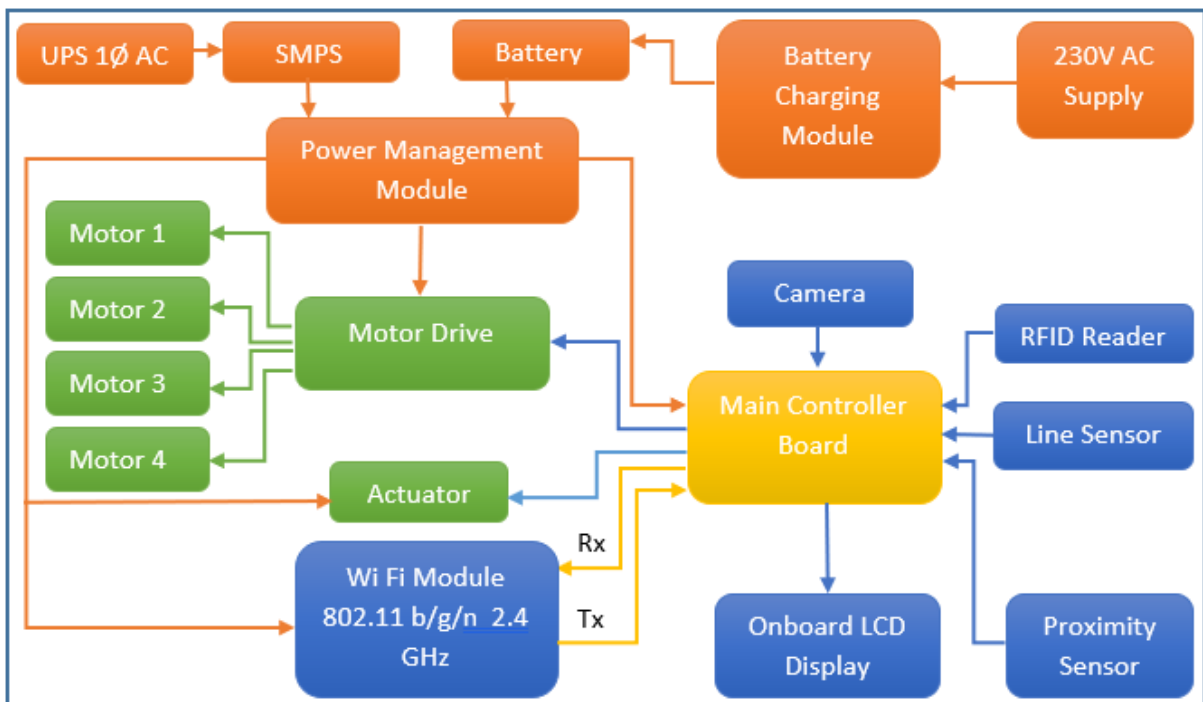 UPS 1Ø AC
SMPS
Battery
Battery
Charging
Module
230V AC
Supply
Power Management
Module
Motor 1
Motor 2
Motor 3
Motor 4
Motor Drive
Camera
RFID Reader
Main Controller
Board
Line Sensor
Actuator
Rx
Wi Fi Module
802.11 b/g/n 2.4
GHz
Tx
Onboard LCD
Display
Proximity
Sensor